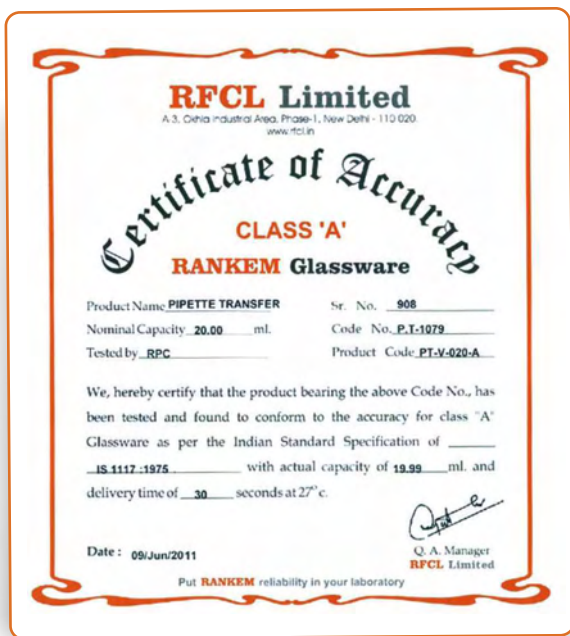 RFCL Limited
A-3, Okhla Industrial Area, Phase-1, New Delhi - 110 020.
www.rfcl.in
Certificate of Accuracy
CLASS 'A'
RANKEM Glassware
Product Name PIPETTE TRANSFER Sr. No. 908
Nominal Capacity 20.00 ml. Code No. P.T-1079
Tested by RPC Product Code PT-V-020-A
We, hereby certify that the product bearing the above Code No., has
been tested and found to conform to the accuracy for class "A"
Glassware as per the Indian Standard Specification of
IS 1117 :1975 with actual capacity of 19.99 ml. and
delivery time of 30 seconds at 27°c.
Date : 09/Jun/2011
Q. A. Manager
RFCL Limited
Put RANKEM reliability in your laboratory